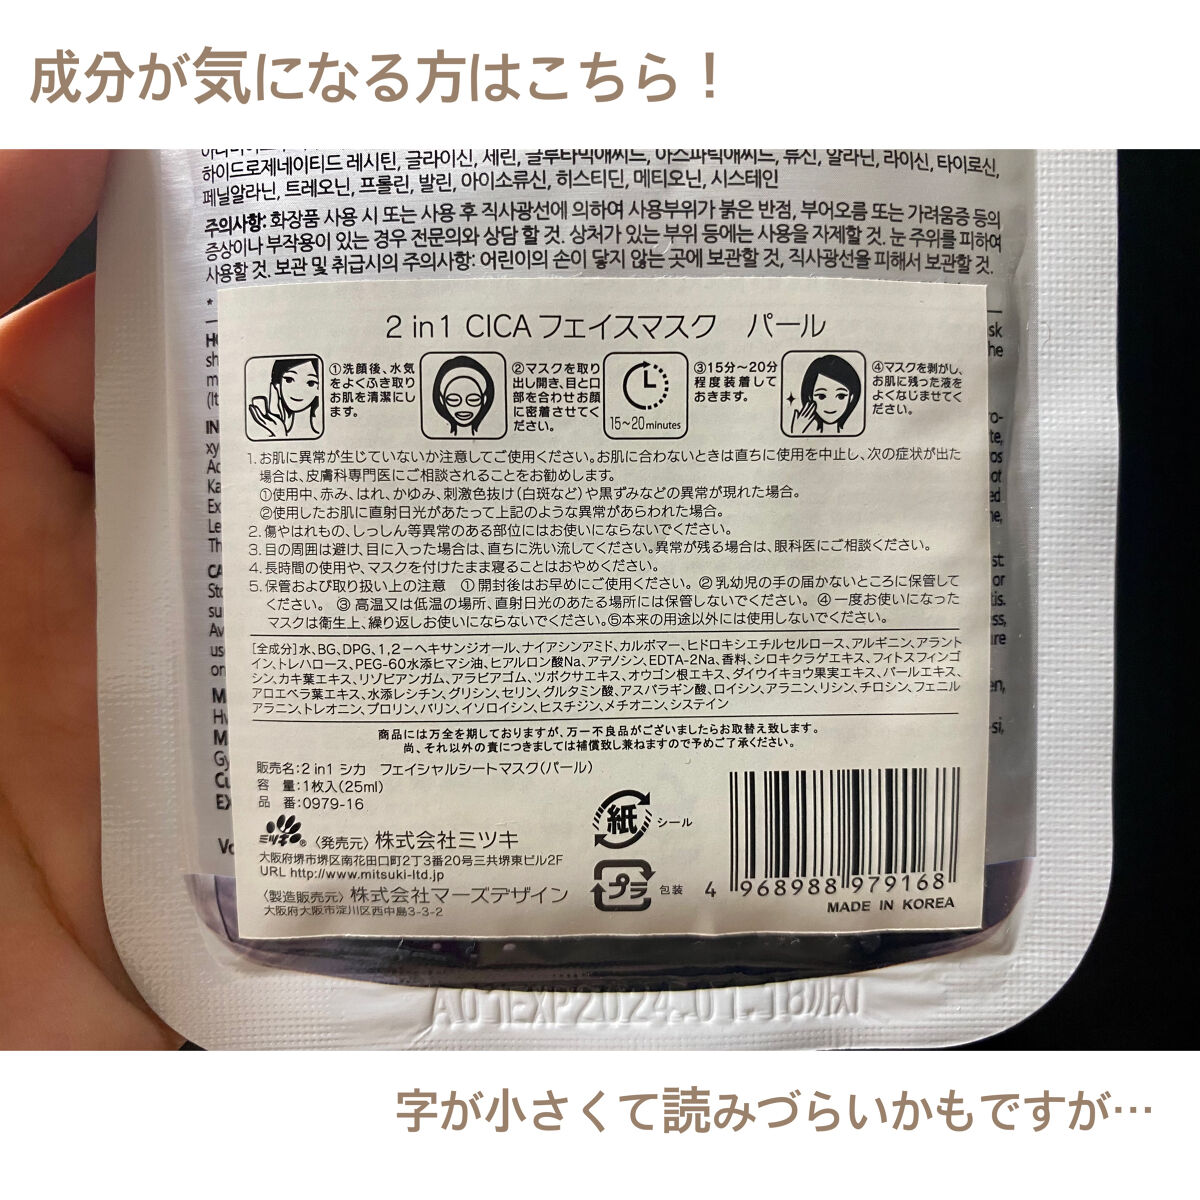 成分が気になる方はこちら！
하이드로제네이티드 레시틴, 글라이신, 세린, 글루타믹애씨드, 아스파틱애씨드, 류신, 알라닌, 라이신, 타이로신,
페닐알라닌, 트레오닌, 프롤린, 발린, 아이소류신, 히스티딘, 메티오닌, 시스테인
주의사항: 화장품 사용 시 또는 사용 후 직사광선에 의하여 사용부위가 붉은 반점, 부어오름 또는 가려움증 등의
증상이나 부작용이 있는 경우 전문의와 상담 할 것. 상처가 있는 부위 등에는 사용을 자제할 것. 눈 주위를 피하여
사용할 것. 보관 및 취급시의 주의사항: 어린이의 손이 닿지 않는 곳에 보관할 것, 직사광선을 피해서 보관할 것.
2 in1 CICA フェイスマスク　パール
①洗顔後、水気
をよくふき取り
お肌を清潔にし
ます。
②マスクを取り
出し開き、目と口
部を合わせお顔
に密着させてく
ださい。
15~20minutes
③15分～20分
程度装着して
おきます。
④マスクを剥がし、
お肌に残った液を
よくなじませてく
ださい。
1. お肌に異常が生じていないか注意してご使用ください。お肌に合わないときは直ちに使用を中止し、次の症状が出た
場合は、皮膚科専門医にご相談されることをお勧めします。
①使用中、赤み、はれ、かゆみ、刺激色抜け(白斑など)や黒ずみなどの異常が現れた場合。
②使用したお肌に直射日光があたって上記のような異常があらわれた場合。
2. 傷やはれもの、しっしん等異常のある部位にはお使いにならないでください。
3. 目の周囲は避け、目に入った場合は、直ちに洗い流してください。異常が残る場合は、眼科医にご相談ください。
4. 長時間の使用や、マスクを付けたまま寝ることはおやめください。
5. 保管および取り扱い上の注意　①開封後はお早めにご使用ください。②乳幼児の手の届かないところに保管して
ください。③高温又は低温の場所、直射日光のあたる場所には保管しないでください。④一度お使いになった
マスクは衛生上、繰り返しお使いにならないでください。⑤本来の用途以外には使用しないでください。
[全成分]水、BG、DPG、1,2－ヘキサンジオール、ナイアシンアミド、カルボマー、ヒドロキシエチルセルロース、アルギニン、アラント
イン、トレハロース、PEG-60水添ヒマシ油、ヒアルロン酸Na、アデノシン、EDTA-2Na、香料、シロキクラゲエキス、フィトスフィンゴ
シン、カキ葉エキス、リゾビアンガム、アラビアゴム、ツボクサエキス、オウゴン根エキス、ダイウイキョウ果実エキス、パールエキス、
アロエベラ葉エキス、水添レシチン、グリシン、セリン、グルタミン酸、アスパラギン酸、ロイシン、アラニン、リシン、チロシン、フェニル
アラニン、トレオニン、プロリン、バリン、イソロイシン、ヒスチジン、メチオニン、システイン
商品には万全を期しておりますが、万一不良品がございましたらお取替え致します。
尚、それ以外の責につきましては補償致し兼ねますので予めご了承ください。
販売名：2 in1 シカ　フェイシャルシートマスク(パール)
容　量：1枚入(25ml)
品　番：0979-16
ミツキ®〈発売元〉株式会社ミツキ
大阪府堺市堺区南花田口町2丁3番20号三共堺東ビル2F
URL http://www.mitsuki-ltd.jp
〈製造販売元〉株式会社マーズデザイン
大阪府大阪市淀川区西中島3-3-2
紙 シール
プラ 包装
4 968988 979168
MADE IN KOREA
A01EXP2024.01.18까지
字が小さくて読みづらいかもですが…